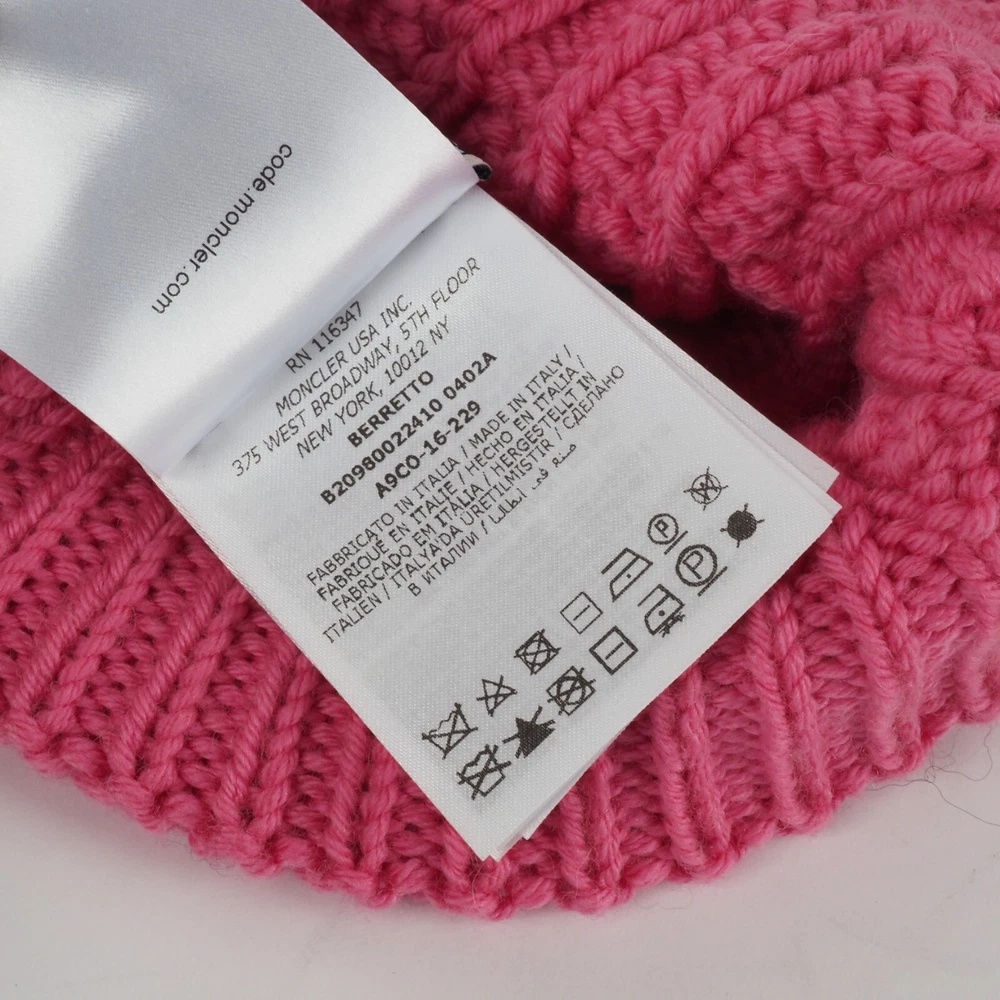 code.moncler.com
RN 116347
MONCLER USA INC.
375 WEST BROADWAY, 5TH FLOOR
NEW YORK, 10012 NY
BERRETTO
B20980022410 0402A
A9CO-16-229
FABBRICATO IN ITALIA / MADE IN ITALY /
FABRIQUÉ EN ITALIE / HECHO EN ITALIA /
FABRICADO EM ITALIA / HERGESTELLT IN
ITALIEN / ITALYA'DA ÜRETILMISTIR / СДЕЛАНО
В ИТАЛИИ / صنع في ايطاليا
P
W
P